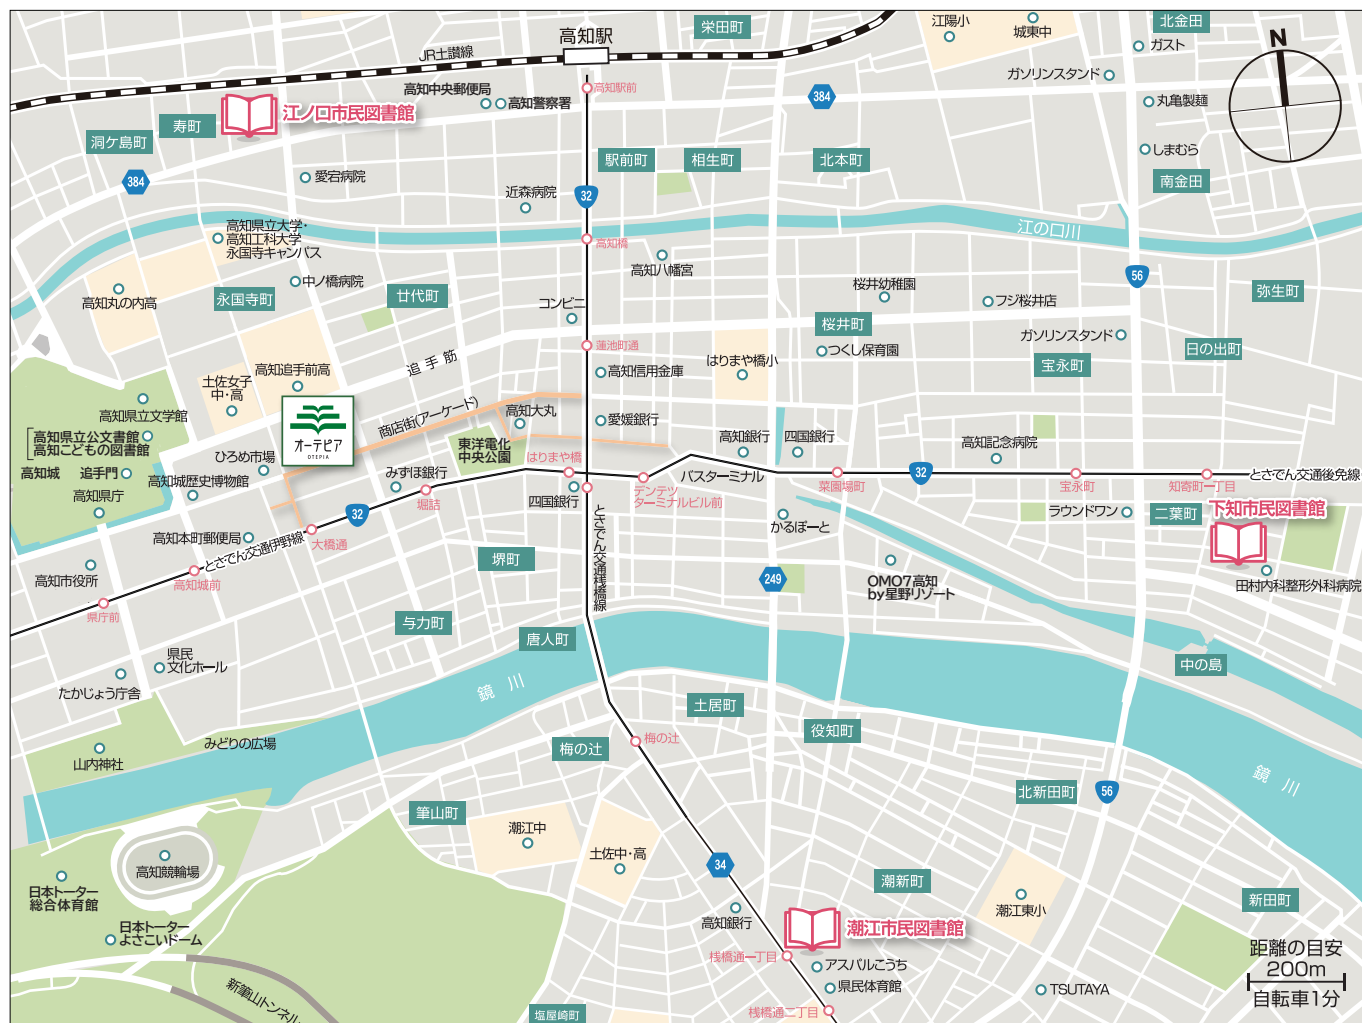 高知駅
JR土讃線
栄田町
江陽小
城東中
北金田
ガスト
N
ガソリンスタンド
高知中央郵便局
高知警察署
高知駅前
384
丸亀製麺
江ノ口市民図書館
寿町
洞ケ島町
駅前町
相生町
北本町
しまむら
384
愛宕病院
近森病院
32
南金田
高知県立大学・
高知工科大学
永国寺キャンパス
高知橋
江の口川
高知八幡宮
中ノ橋病院
56
高知丸の内高
永国寺町
廿代町
コンビニ
桜井幼稚園
フジ桜井店
弥生町
桜井町
ガソリンスタンド
追手筋
蓮池町通
つくし保育園
日の出町
宝永町
はりまや橋小
高知追手前高
高知信用金庫
土佐女子
中・高
高知県立文学館
オーテピア
OTEPIA
商店街(アーケード)
高知大丸
愛媛銀行
高知県立公文書館
高知こどもの図書館
東洋電化
中央公園
高知銀行
四国銀行
高知記念病院
ひろめ市場
はりまや橋
高知城
追手門
みずほ銀行
高知城歴史博物館
バスターミナル
32
とさでん交通後免線
高知県庁
堀詰
四国銀行
デンテツ
ターミナルビル前
菜園場町
宝永町
知寄町一丁目
32
かるぽーと
ラウンドワン
二葉町
下知市民図書館
高知本町郵便局
とさでん交通伊野線
大橋通
とさでん交通桟橋線
堺町
高知市役所
高知城前
249
OMO7高知
by星野リゾート
田村内科整形外科病院
県庁前
与力町
唐人町
県民
文化ホール
中の島
たかじょう庁舎
鏡川
土居町
役知町
みどりの広場
梅の辻
梅の辻
山内神社
鏡川
北新田町
56
筆山町
潮江中
土佐中・高
34
高知競輪場
日本トーター
総合体育館
潮新町
潮江東小
新田町
高知銀行
潮江市民図書館
日本トーター
よさこいドーム
桟橋通一丁目
アスパルこうち
県民体育館
距離の目安
200m
自転車1分
新筆山トンネル
TSUTAYA
桟橋通二丁目
塩屋崎町